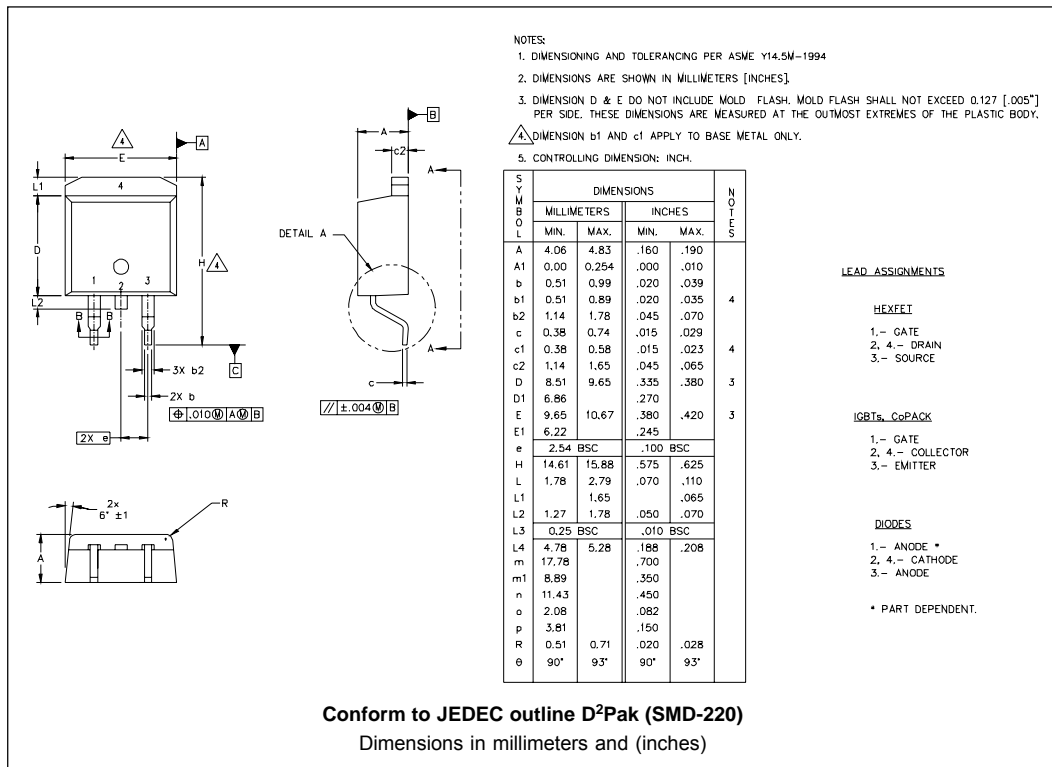 NOTES:
1. DIMENSIONING AND TOLERANCING PER ASME Y14.5M-1994
2. DIMENSIONS ARE SHOWN IN MILLIMETERS [INCHES].
3. DIMENSION D & E DO NOT INCLUDE MOLD FLASH. MOLD FLASH SHALL NOT EXCEED 0.127 [.005"]
PER SIDE. THESE DIMENSIONS ARE MEASURED AT THE OUTMOST EXTREMES OF THE PLASTIC BODY.
4. DIMENSION b1 AND c1 APPLY TO BASE METAL ONLY.
5. CONTROLLING DIMENSION: INCH.
4
E
A
L1
4
D
H 4
1 2 3
L2
B B
C
3X b2
2X b
⌖ .010Ⓜ AⓂ B
2X e
A
B
c2
A
DETAIL A
A
c
// ±.004Ⓜ B
2x
6° ±1
R
A
SYMBOL DIMENSIONS NOTES
MILLIMETERS INCHES
MIN. MAX. MIN. MAX.
A 4.06 4.83 .160 .190
A1 0.00 0.254 .000 .010
b 0.51 0.99 .020 .039
b1 0.51 0.89 .020 .035 4
b2 1.14 1.78 .045 .070
c 0.38 0.74 .015 .029
c1 0.38 0.58 .015 .023 4
c2 1.14 1.65 .045 .065
D 8.51 9.65 .335 .380 3
D1 6.86 .270
E 9.65 10.67 .380 .420 3
E1 6.22 .245
e 2.54 BSC .100 BSC
H 14.61 15.88 .575 .625
L 1.78 2.79 .070 .110
L1 1.65 .065
L2 1.27 1.78 .050 .070
L3 0.25 BSC .010 BSC
L4 4.78 5.28 .188 .208
m 17.78 .700
m1 8.89 .350
n 11.43 .450
o 2.08 .082
p 3.81 .150
R 0.51 0.71 .020 .028
θ 90° 93° 90° 93°
LEAD ASSIGNMENTS
HEXFET
1.- GATE
2, 4.- DRAIN
3.- SOURCE
IGBTs, CoPACK
1.- GATE
2, 4.- COLLECTOR
3.- EMITTER
DIODES
1.- ANODE *
2, 4.- CATHODE
3.- ANODE
* PART DEPENDENT.
Conform to JEDEC outline D²Pak (SMD-220)
Dimensions in millimeters and (inches)